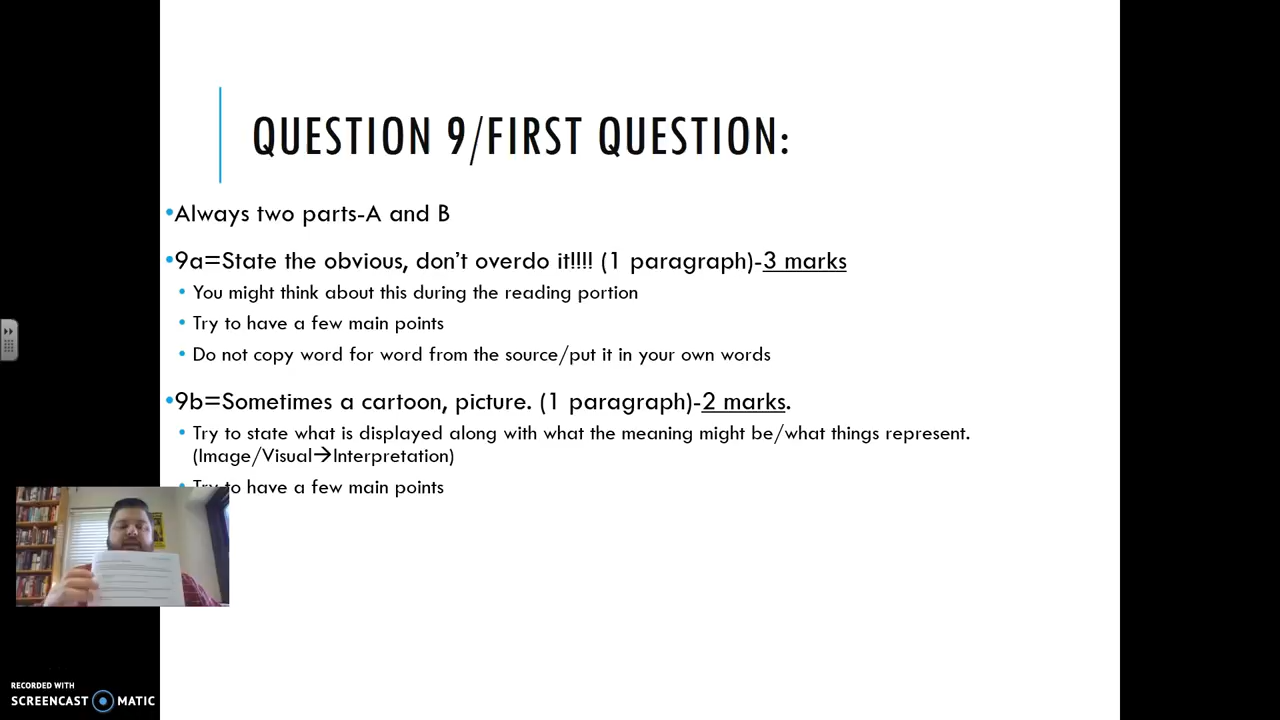 QUESTION 9/FIRST QUESTION:
•Always two parts-A and B
•9a=State the obvious, don't overdo it!!!! (1 paragraph)-3 marks
• You might think about this during the reading portion
• Try to have a few main points
• Do not copy word for word from the source/put it in your own words
•9b=Sometimes a cartoon, picture. (1 paragraph)-2 marks.
• Try to state what is displayed along with what the meaning might be/what things represent.
(Image/Visual→Interpretation)
• Try to have a few main points
RECORDED WITH
SCREENCAST MATIC